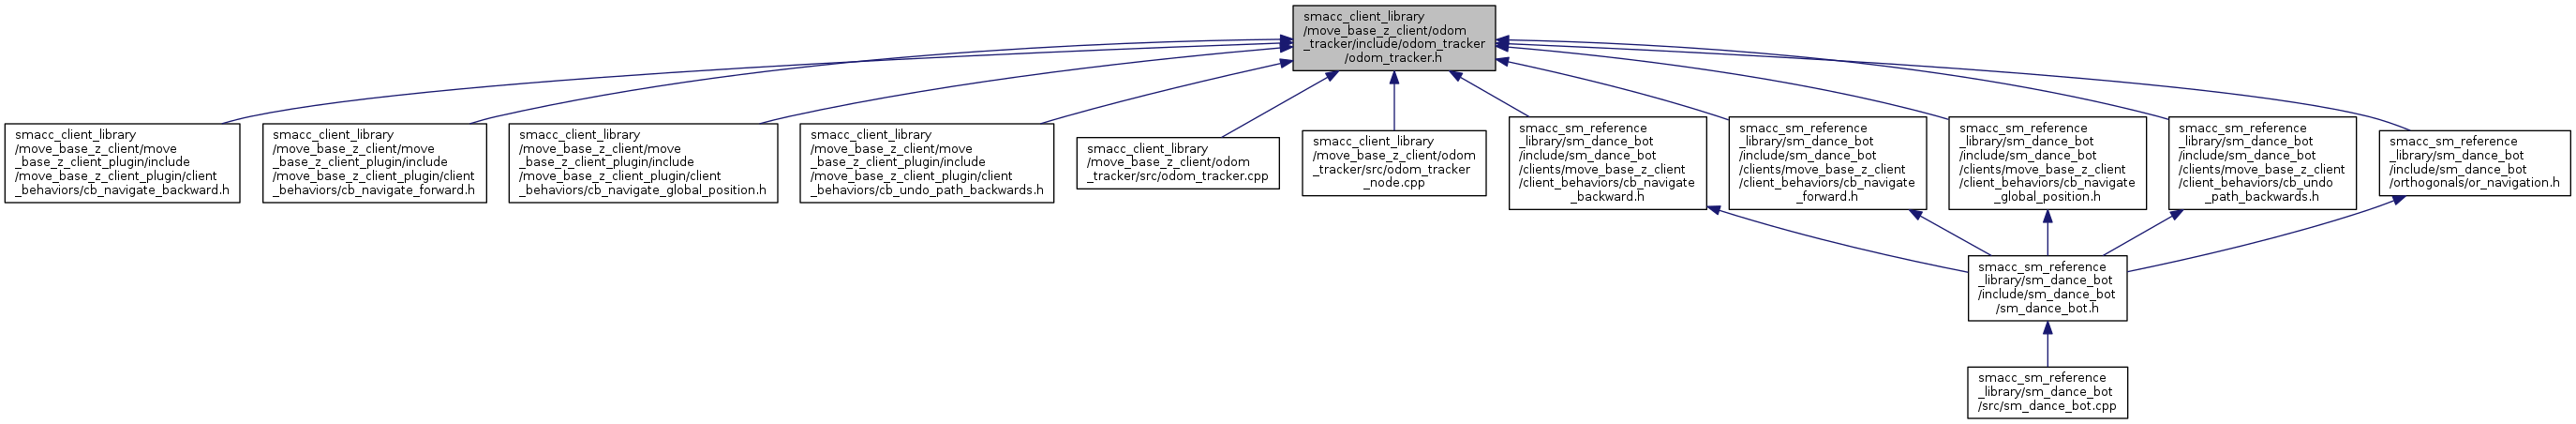 smacc_client_library
/move_base_z_client/odom
_tracker/include/odom_tracker
/odom_tracker.h
smacc_client_library
/move_base_z_client/move
_base_z_client_plugin/include
/move_base_z_client_plugin/client
_behaviors/cb_navigate_backward.h
smacc_client_library
/move_base_z_client/move
_base_z_client_plugin/include
/move_base_z_client_plugin/client
_behaviors/cb_navigate_forward.h
smacc_client_library
/move_base_z_client/move
_base_z_client_plugin/include
/move_base_z_client_plugin/client
_behaviors/cb_navigate_global_position.h
smacc_client_library
/move_base_z_client/move
_base_z_client_plugin/include
/move_base_z_client_plugin/client
_behaviors/cb_undo_path_backwards.h
smacc_client_library
/move_base_z_client/odom
_tracker/src/odom_tracker.cpp
smacc_client_library
/move_base_z_client/odom
_tracker/src/odom_tracker
_node.cpp
smacc_sm_reference
_library/sm_dance_bot
/include/sm_dance_bot
/clients/move_base_z_client
/client_behaviors/cb_navigate
_backward.h
smacc_sm_reference
_library/sm_dance_bot
/include/sm_dance_bot
/clients/move_base_z_client
/client_behaviors/cb_navigate
_forward.h
smacc_sm_reference
_library/sm_dance_bot
/include/sm_dance_bot
/clients/move_base_z_client
/client_behaviors/cb_navigate
_global_position.h
smacc_sm_reference
_library/sm_dance_bot
/include/sm_dance_bot
/clients/move_base_z_client
/client_behaviors/cb_undo
_path_backwards.h
smacc_sm_reference
_library/sm_dance_bot
/include/sm_dance_bot
/orthogonals/or_navigation.h
smacc_sm_reference
_library/sm_dance_bot
/include/sm_dance_bot
/sm_dance_bot.h
smacc_sm_reference
_library/sm_dance_bot
/src/sm_dance_bot.cpp